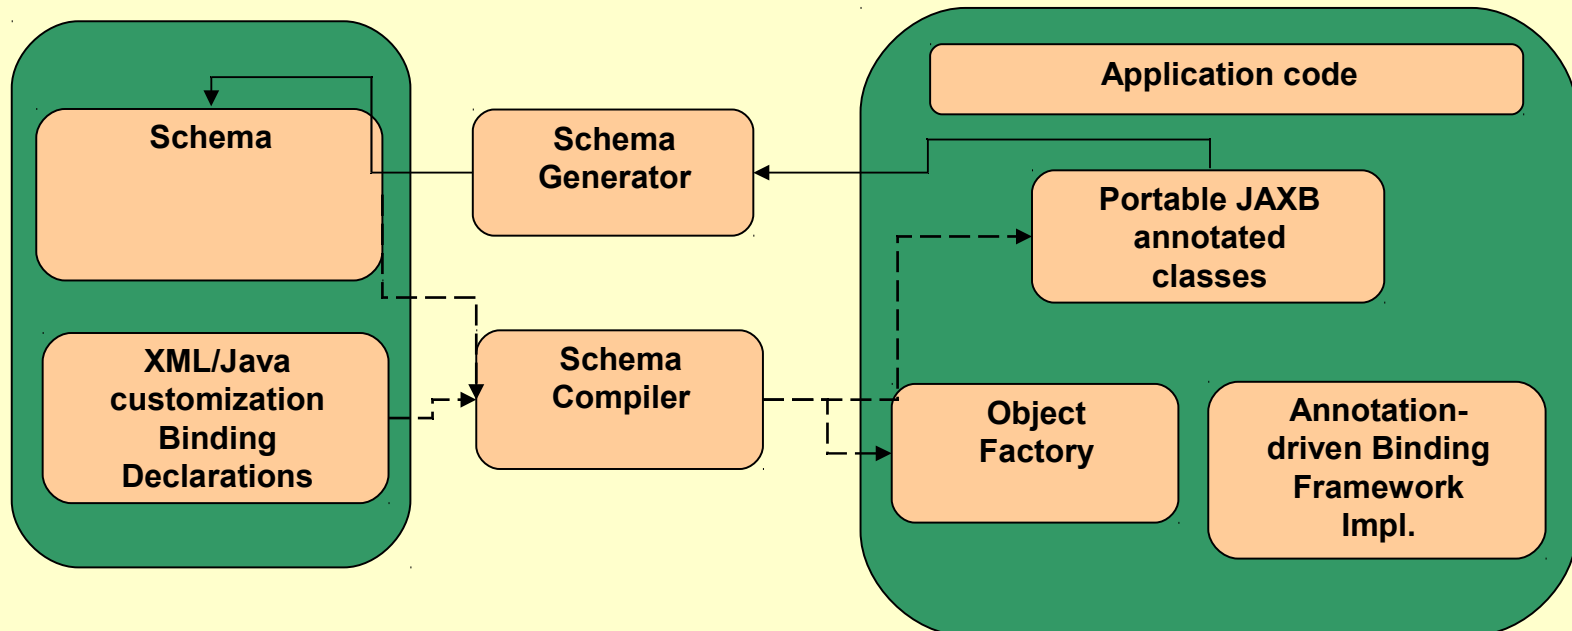 Application code
Schema
Schema
Generator
Portable JAXB
annotated
classes
XML/Java
customization
Binding
Declarations
Schema
Compiler
Object
Factory
Annotation-
driven Binding
Framework
Impl.